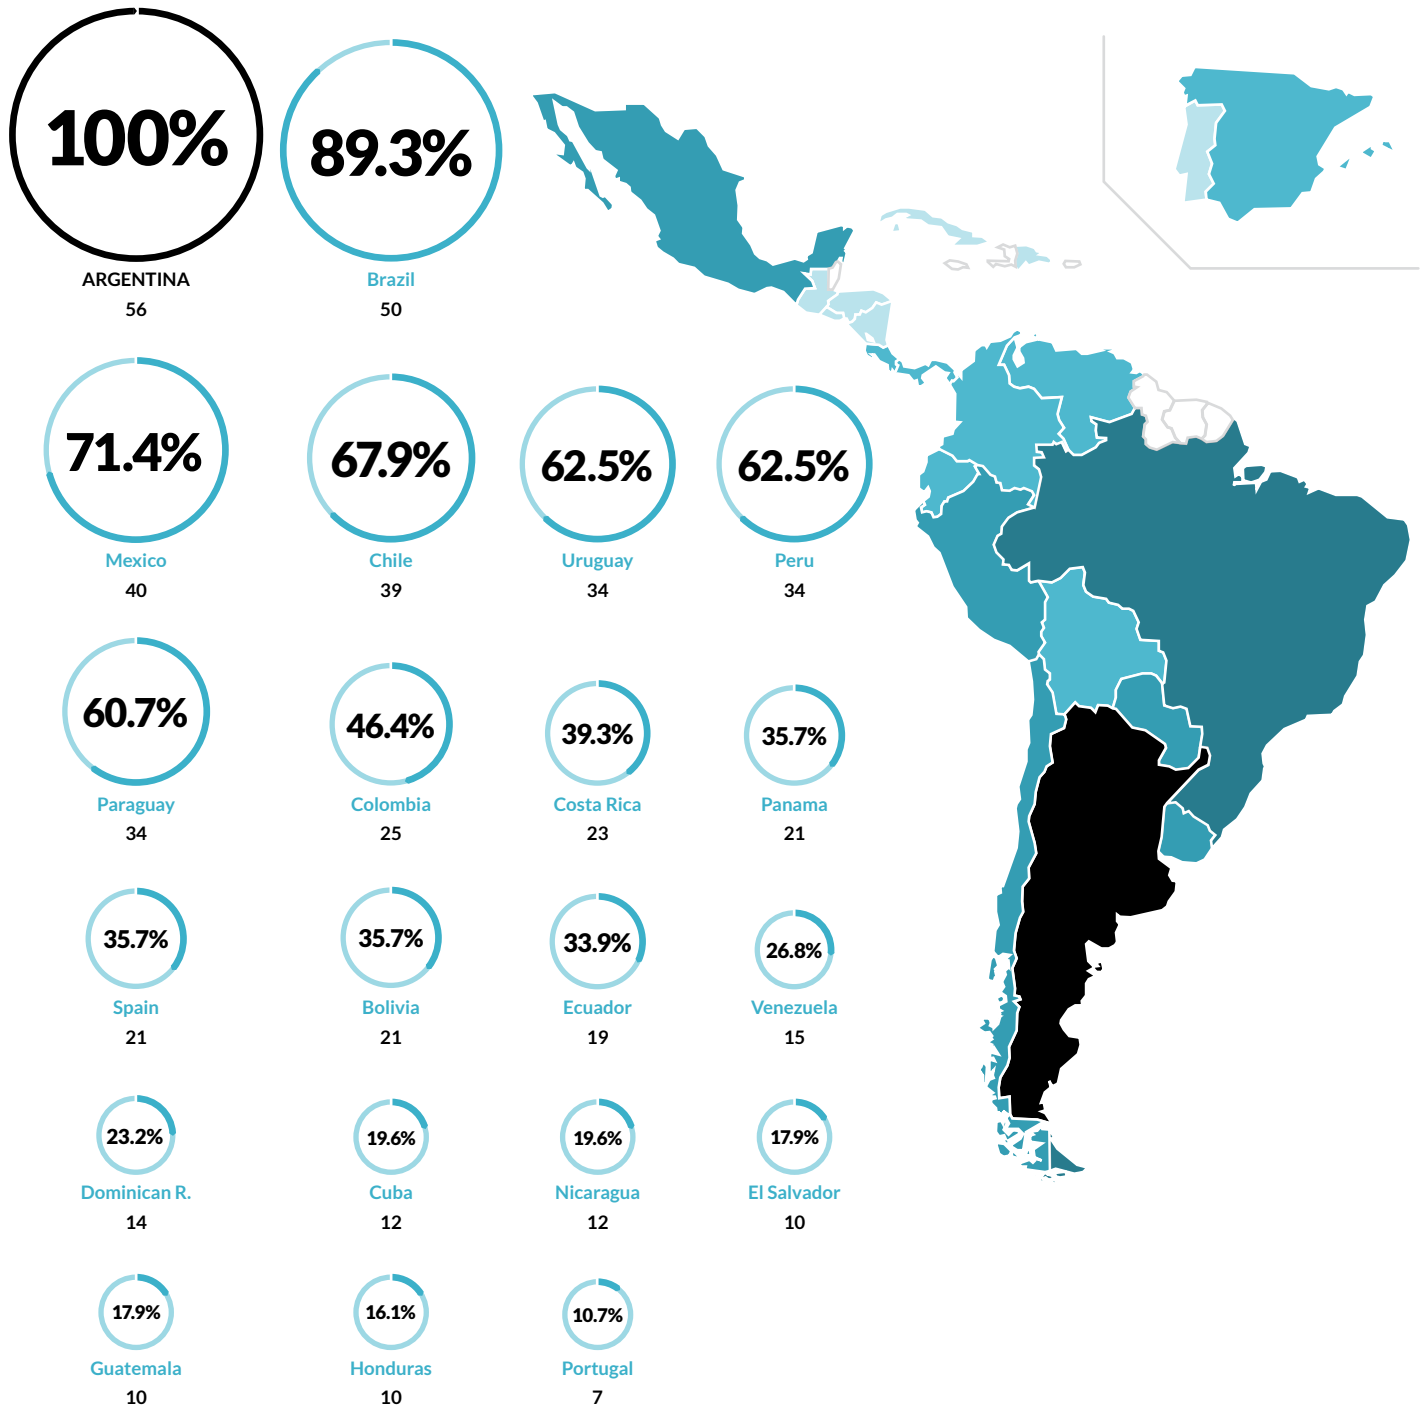 100%
ARGENTINA
56
89.3%
Brazil
50
71.4%
Mexico
40
67.9%
Chile
39
62.5%
Uruguay
34
62.5%
Peru
34
60.7%
Paraguay
34
46.4%
Colombia
25
39.3%
Costa Rica
23
35.7%
Panama
21
35.7%
Spain
21
35.7%
Bolivia
21
33.9%
Ecuador
19
26.8%
Venezuela
15
23.2%
Dominican R.
14
19.6%
Cuba
12
19.6%
Nicaragua
12
17.9%
El Salvador
10
17.9%
Guatemala
10
16.1%
Honduras
10
10.7%
Portugal
7